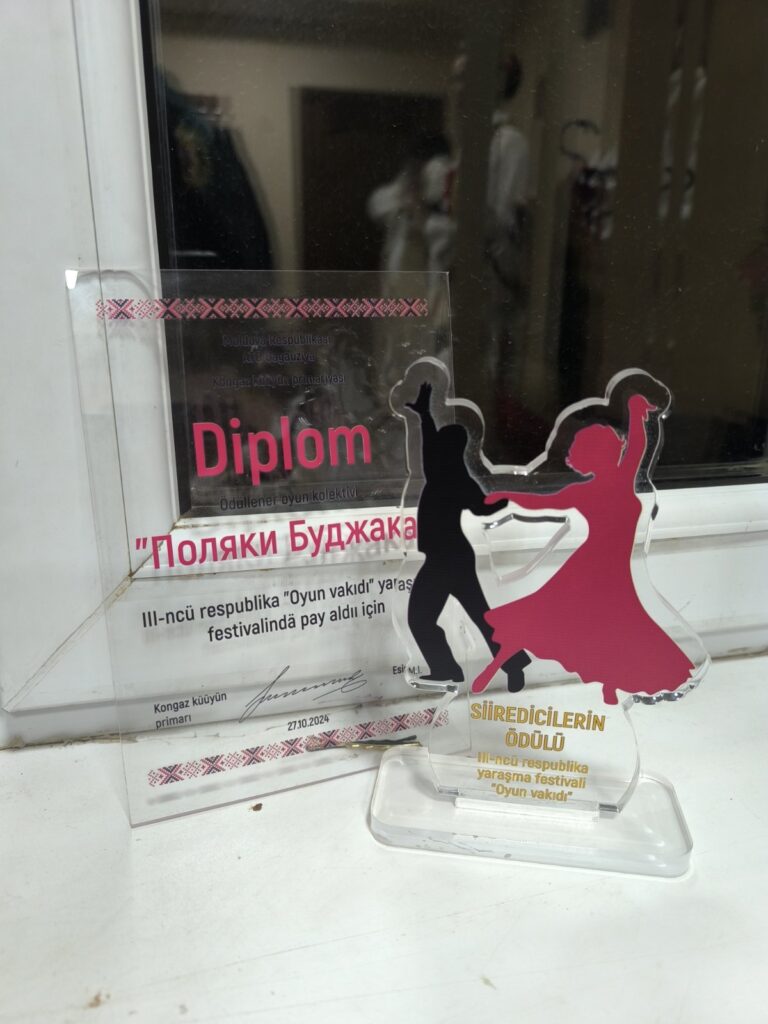 Moldova Respublikası
ATO Gagauziya
Kongaz küüyün primariyası
Diplom
Ödüllener oyun kolektivi
"Поляки Буджака
III-ncü respublika "Oyun vakıdı" yaraş
festivalindä pay aldıı için
Kongaz küüyün
primarı
Esir M.İ.
27.10.2024
SİİREDİCİLERİN
ÖDÜLÜ
III-ncü respublika
yaraşma festivali
"Oyun vakıdı"